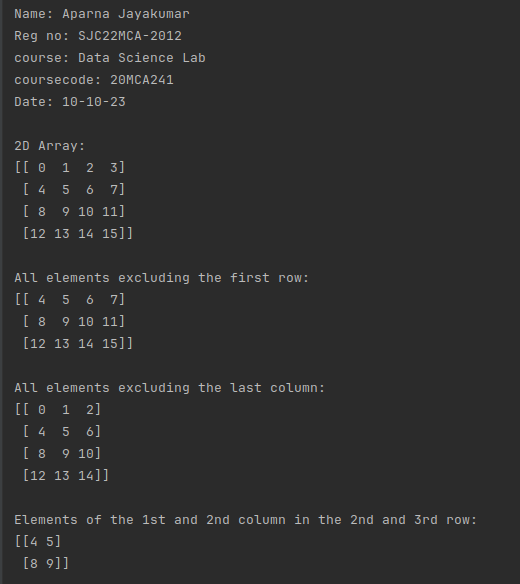 Name: Aparna Jayakumar
Reg no: SJC22MCA-2012
course: Data Science Lab
coursecode: 20MCA241
Date: 10-10-23
2D Array:
[[ 0  1  2  3]
 [ 4  5  6  7]
 [ 8  9 10 11]
 [12 13 14 15]]
All elements excluding the first row:
[[ 4  5  6  7]
 [ 8  9 10 11]
 [12 13 14 15]]
All elements excluding the last column:
[[ 0  1  2]
 [ 4  5  6]
 [ 8  9 10]
 [12 13 14]]
Elements of the 1st and 2nd column in the 2nd and 3rd row:
[[4 5]
 [8 9]]